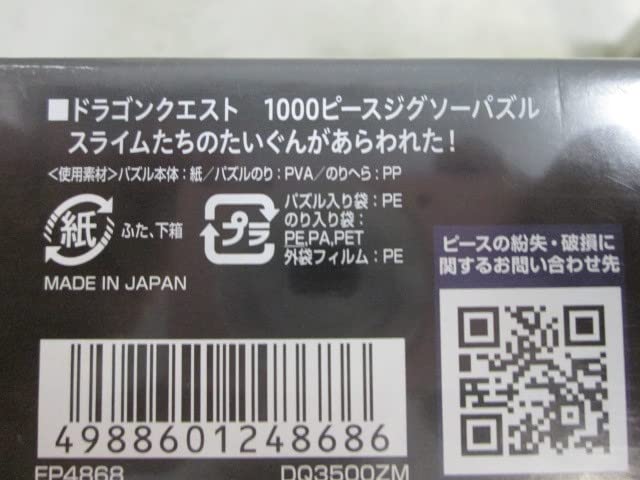 ■ドラゴンクエスト　1000ピースジグソーパズル
スライムたちのたいぐんがあらわれた!
<使用素材>パズル本体：紙／パズルのり：PVA／のりへら：PP
紙
ふた、下箱
プラ
パズル入り袋：PE
のり入り袋：
PE,PA,PET
外袋フィルム：PE
MADE IN JAPAN
ピースの紛失・破損に
関するお問い合わせ先
4988601248686
EP4868
DQ3500ZM